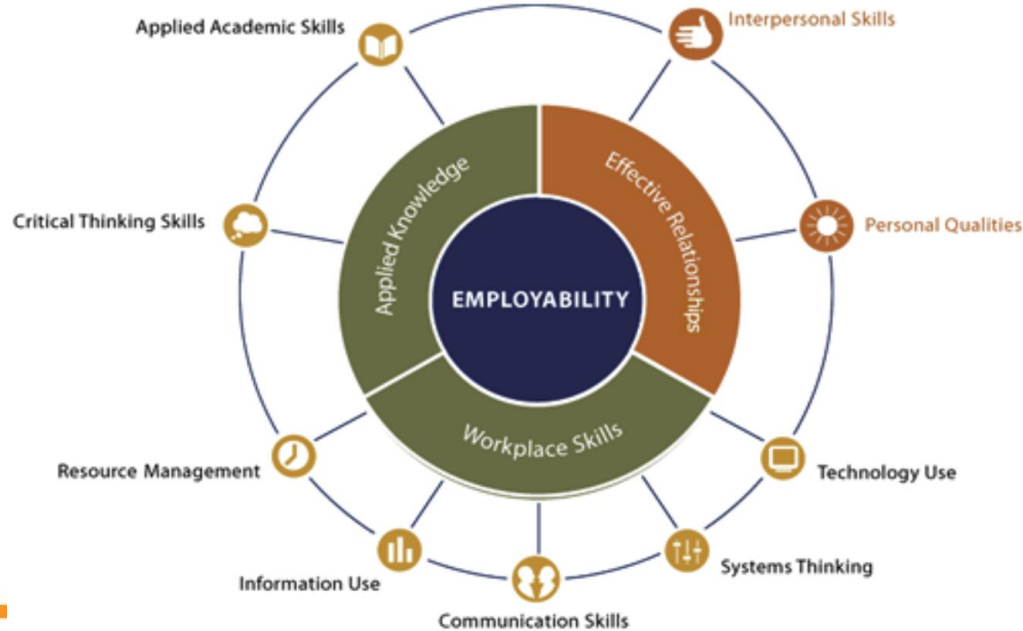 Applied Academic Skills
Interpersonal Skills
Critical Thinking Skills
Applied Knowledge
Effective Relationships
Personal Qualities
EMPLOYABILITY
Workplace Skills
Resource Management
Technology Use
Information Use
Systems Thinking
Communication Skills